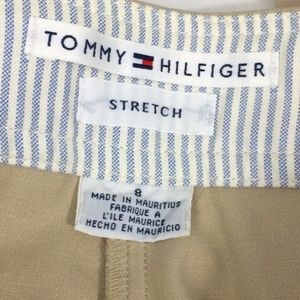 TOMMY HILFIGER
STRETCH
8
MADE IN MAURITIUS
FABRIQUE A
L'ILE MAURICE
HECHO EN MAURICIO